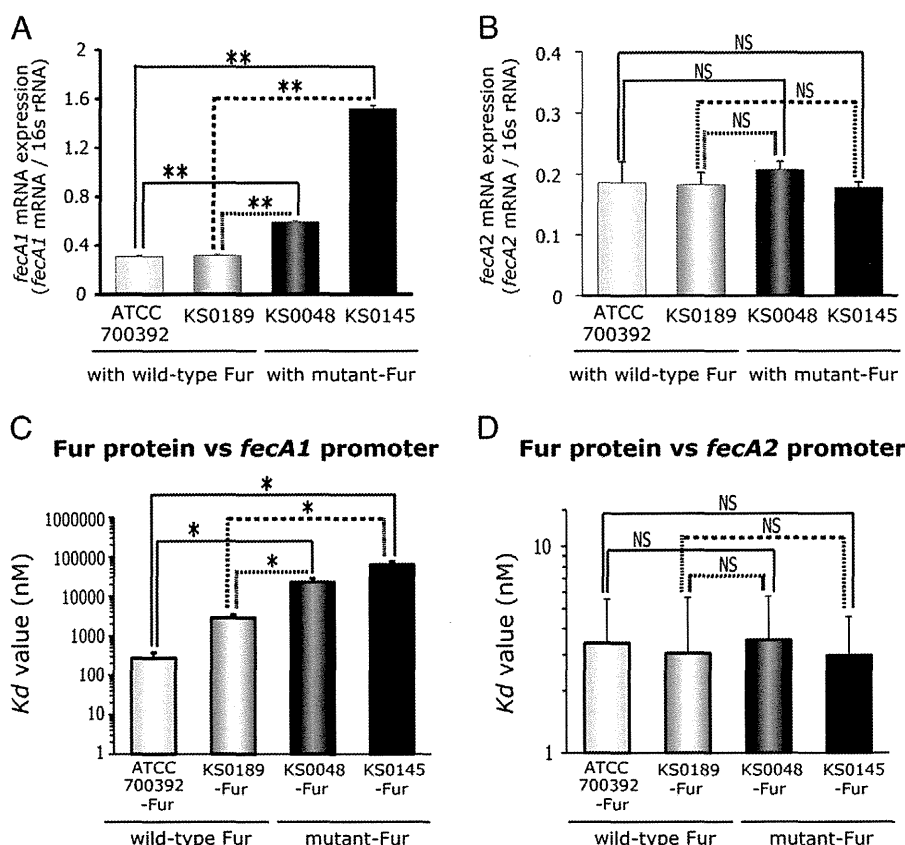 A
fecA1 mRNA expression
(fecA1 mRNA / 16s rRNA)
2
1.6
1.2
0.8
0.4
0
**
**
**
**
ATCC
700392
KS0189
KS0048
KS0145
with wild-type Fur
with mutant-Fur
B
fecA2 mRNA expression
(fecA2 mRNA / 16s rRNA)
0.4
0.3
0.2
0.1
0
NS
NS
NS
NS
ATCC
700392
KS0189
KS0048
KS0145
with wild-type Fur
with mutant-Fur
C
Fur protein vs fecA1 promoter
Kd value (nM)
1000000
100000
10000
1000
100
10
1
*
*
*
*
ATCC
700392
-Fur
KS0189
-Fur
KS0048
-Fur
KS0145
-Fur
wild-type Fur
mutant-Fur
D
Fur protein vs fecA2 promoter
Kd value (nM)
10
1
NS
NS
NS
NS
ATCC
700392
-Fur
KS0189
-Fur
KS0048
-Fur
KS0145
-Fur
wild-type Fur
mutant-Fur